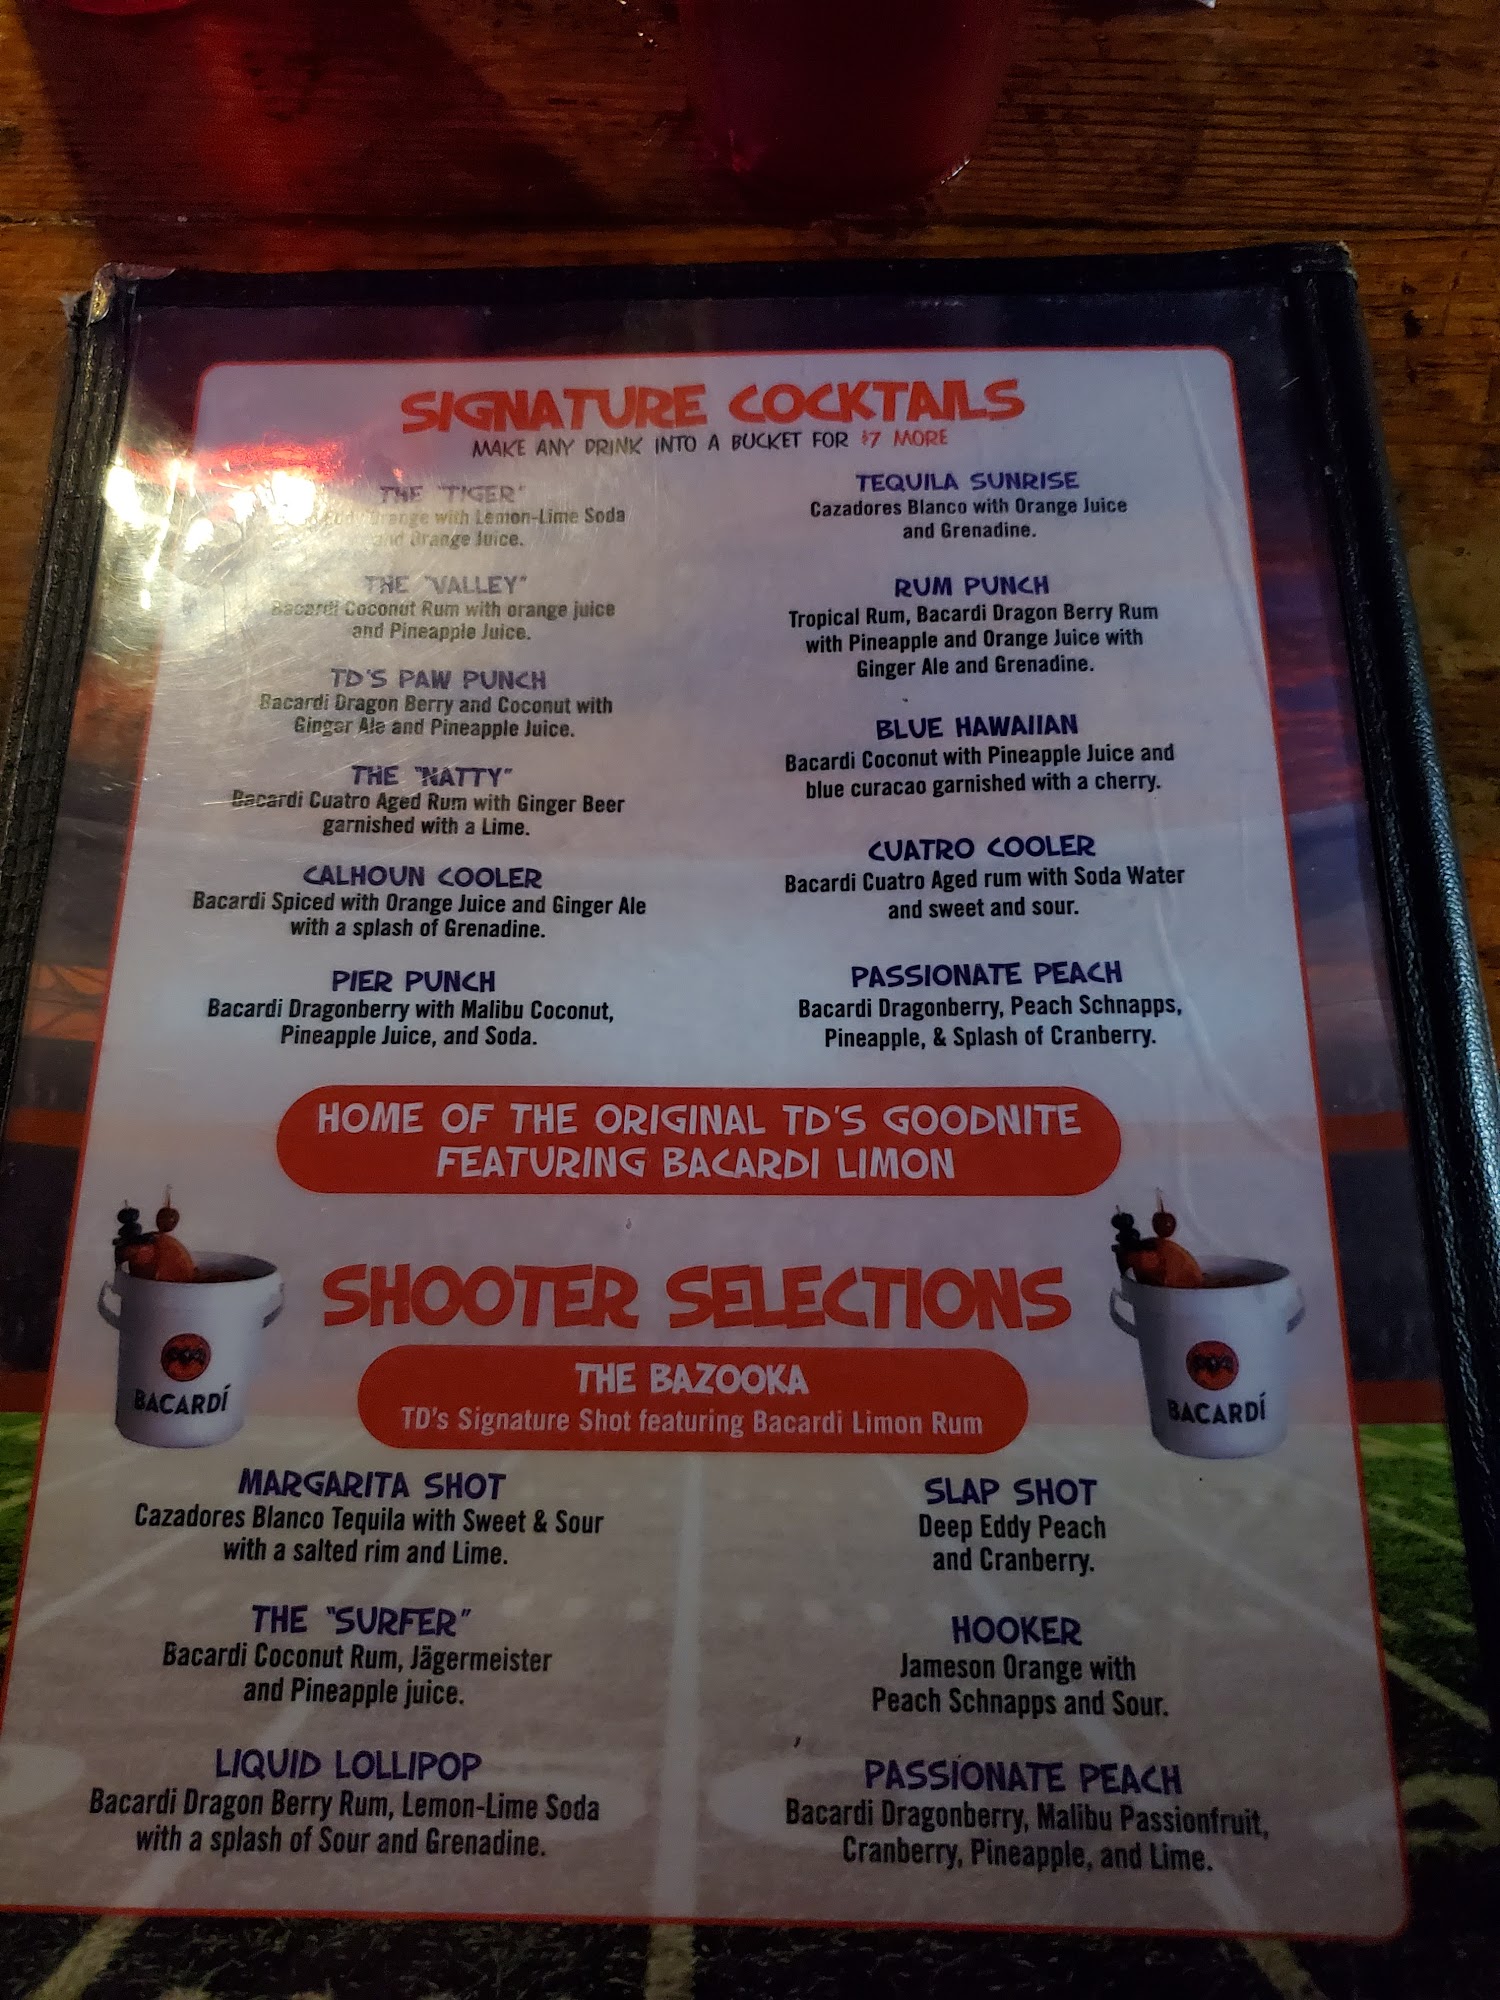 SIGNATURE COCKTAILS
MAKE ANY DRINK INTO A BUCKET FOR $7 MORE
THE "TIGER"
Orange with Lemon-Lime Soda
and Orange Juice.
THE "VALLEY"
Bacardi Coconut Rum with orange juice
and Pineapple Juice.
TD'S PAW PUNCH
Bacardi Dragon Berry and Coconut with
Ginger Ale and Pineapple Juice.
THE "NATTY"
Bacardi Cuatro Aged Rum with Ginger Beer
garnished with a Lime.
CALHOUN COOLER
Bacardi Spiced with Orange Juice and Ginger Ale
with a splash of Grenadine.
PIER PUNCH
Bacardi Dragonberry with Malibu Coconut,
Pineapple Juice, and Soda.
TEQUILA SUNRISE
Cazadores Blanco with Orange Juice
and Grenadine.
RUM PUNCH
Tropical Rum, Bacardi Dragon Berry Rum
with Pineapple and Orange Juice with
Ginger Ale and Grenadine.
BLUE HAWAIIAN
Bacardi Coconut with Pineapple Juice and
blue curacao garnished with a cherry.
CUATRO COOLER
Bacardi Cuatro Aged rum with Soda Water
and sweet and sour.
PASSIONATE PEACH
Bacardi Dragonberry, Peach Schnapps,
Pineapple, & Splash of Cranberry.
HOME OF THE ORIGINAL TD'S GOODNITE
FEATURING BACARDI LIMON
SHOOTER SELECTIONS
THE BAZOOKA
TD's Signature Shot featuring Bacardi Limon Rum
BACARDÍ
BACARDÍ
MARGARITA SHOT
Cazadores Blanco Tequila with Sweet & Sour
with a salted rim and Lime.
THE "SURFER"
Bacardi Coconut Rum, Jägermeister
and Pineapple juice.
LIQUID LOLLIPOP
Bacardi Dragon Berry Rum, Lemon-Lime Soda
with a splash of Sour and Grenadine.
SLAP SHOT
Deep Eddy Peach
and Cranberry.
HOOKER
Jameson Orange with
Peach Schnapps and Sour.
PASSIONATE PEACH
Bacardi Dragonberry, Malibu Passionfruit,
Cranberry, Pineapple, and Lime.